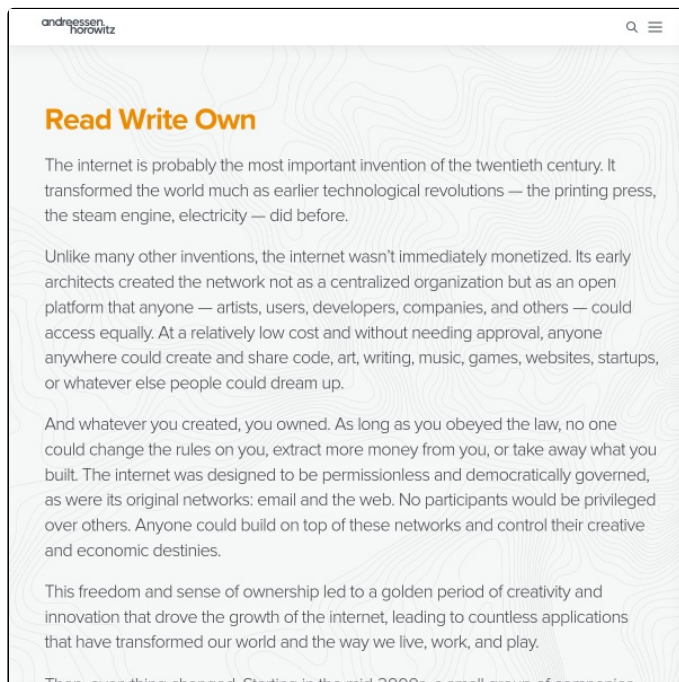 andreessen.
horowitz
Read Write Own
The internet is probably the most important invention of the twentieth century. It
transformed the world much as earlier technological revolutions — the printing press,
the steam engine, electricity — did before.
Unlike many other inventions, the internet wasn't immediately monetized. Its early
architects created the network not as a centralized organization but as an open
platform that anyone — artists, users, developers, companies, and others — could
access equally. At a relatively low cost and without needing approval, anyone
anywhere could create and share code, art, writing, music, games, websites, startups,
or whatever else people could dream up.
And whatever you created, you owned. As long as you obeyed the law, no one
could change the rules on you, extract more money from you, or take away what you
built. The internet was designed to be permissionless and democratically governed,
as were its original networks: email and the web. No participants would be privileged
over others. Anyone could build on top of these networks and control their creative
and economic destinies.
This freedom and sense of ownership led to a golden period of creativity and
innovation that drove the growth of the internet, leading to countless applications
that have transformed our world and the way we live, work, and play.